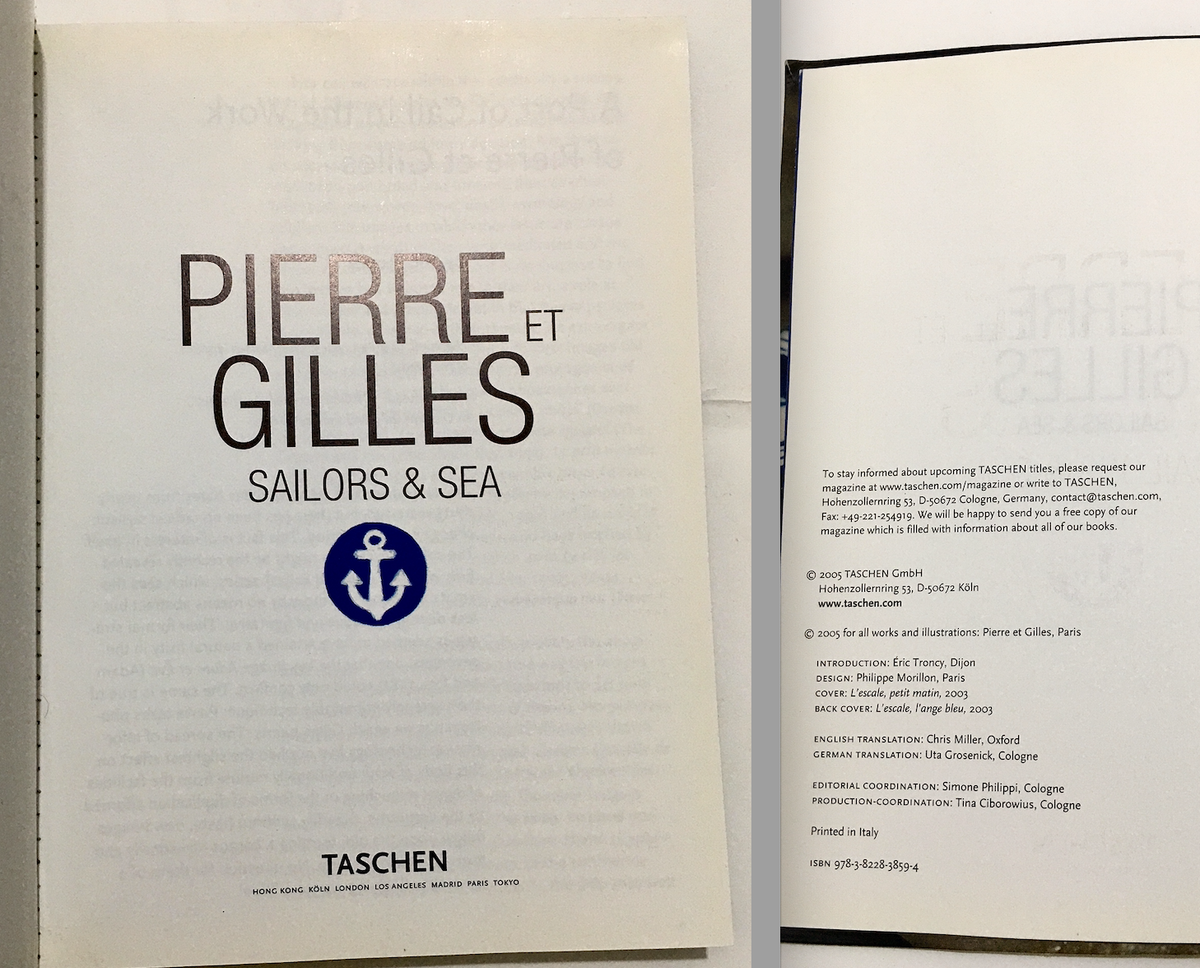 PIERRE ET
GILLES
SAILORS & SEA
TASCHEN
HONG KONG KÖLN LONDON LOS ANGELES MADRID PARIS TOKYO
To stay informed about upcoming TASCHEN titles, please request our
magazine at www.taschen.com/magazine or write to TASCHEN,
Hohenzollernring 53, D-50672 Cologne, Germany, contact@taschen.com,
Fax: +49-221-254919. We will be happy to send you a free copy of our
magazine which is filled with information about all of our books.
© 2005 TASCHEN GmbH
Hohenzollernring 53, D-50672 Köln
www.taschen.com
© 2005 for all works and illustrations: Pierre et Gilles, Paris
INTRODUCTION: Éric Troncy, Dijon
DESIGN: Philippe Morillon, Paris
COVER: L'escale, petit matin, 2003
BACK COVER: L'escale, l'ange bleu, 2003
ENGLISH TRANSLATION: Chris Miller, Oxford
GERMAN TRANSLATION: Uta Grosenick, Cologne
EDITORIAL COORDINATION: Simone Philippi, Cologne
PRODUCTION-COORDINATION: Tina Ciborowius, Cologne
Printed in Italy
ISBN 978-3-8228-3859-4